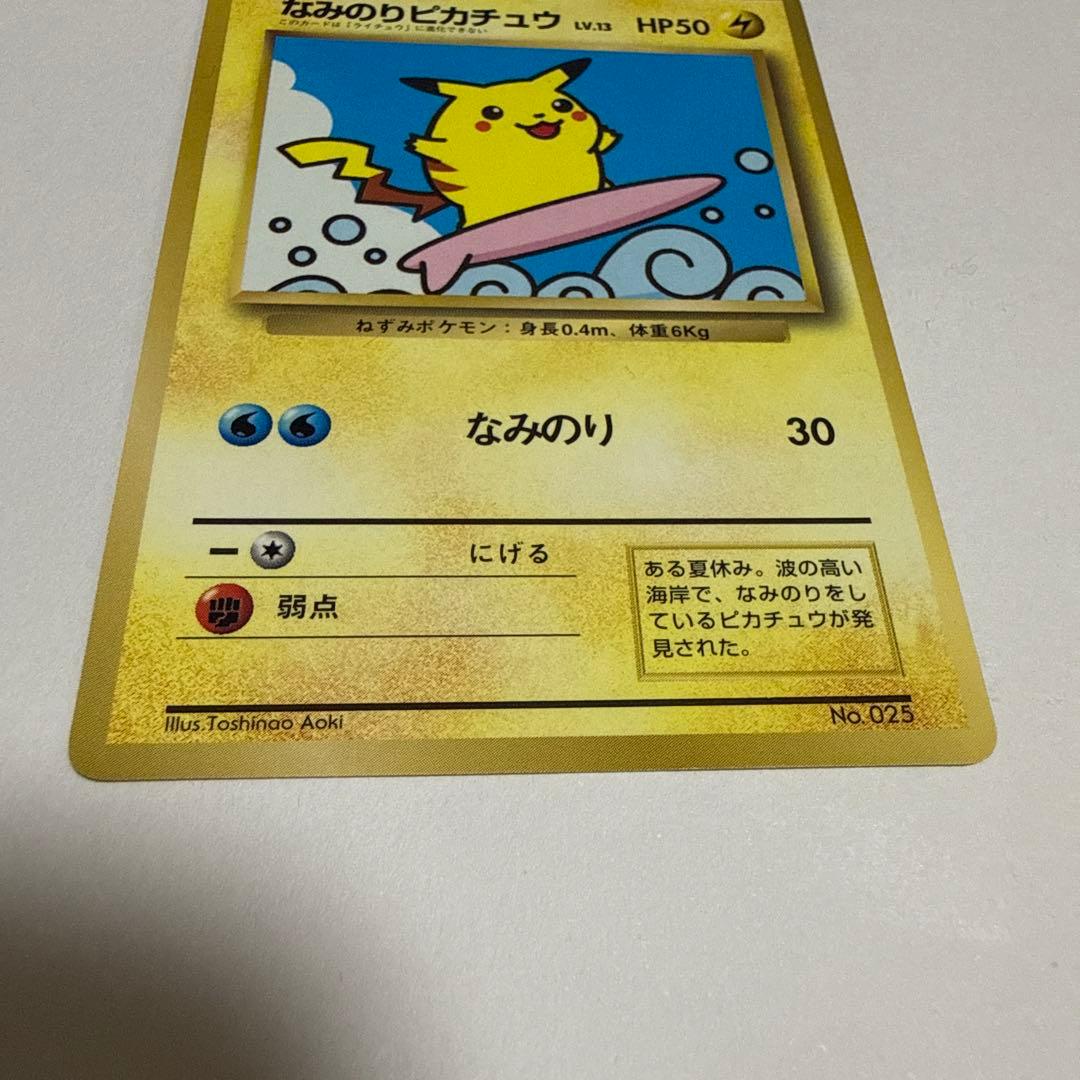 なみのりピカチュウ LV.13 HP50
このカードは「ライチュウ」に進化できない
ねずみポケモン：身長0.4m、体重6Kg
なみのり 30
にげる
弱点
ある夏休み。波の高い
海岸で、なみのりをし
ているピカチュウが発
見された。
Illus.Toshinao Aoki
No.025